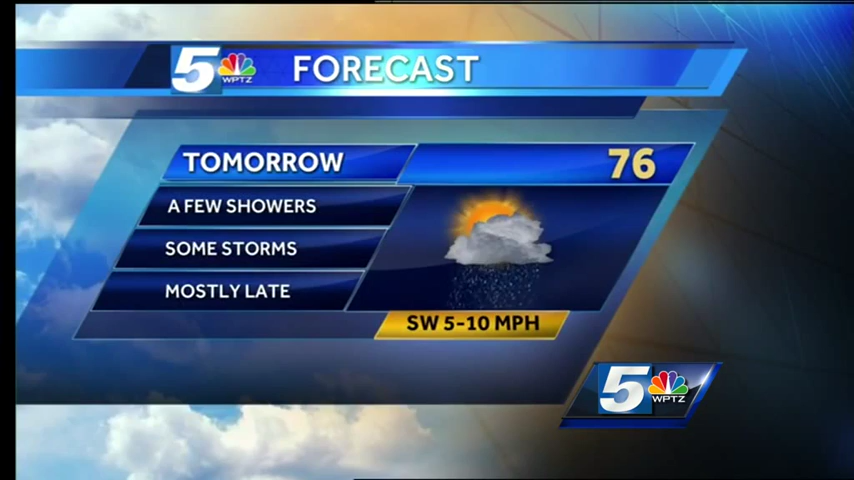 5 WPTZ FORECAST
TOMORROW 76
A FEW SHOWERS
SOME STORMS
MOSTLY LATE
SW 5-10 MPH
5 WPTZ